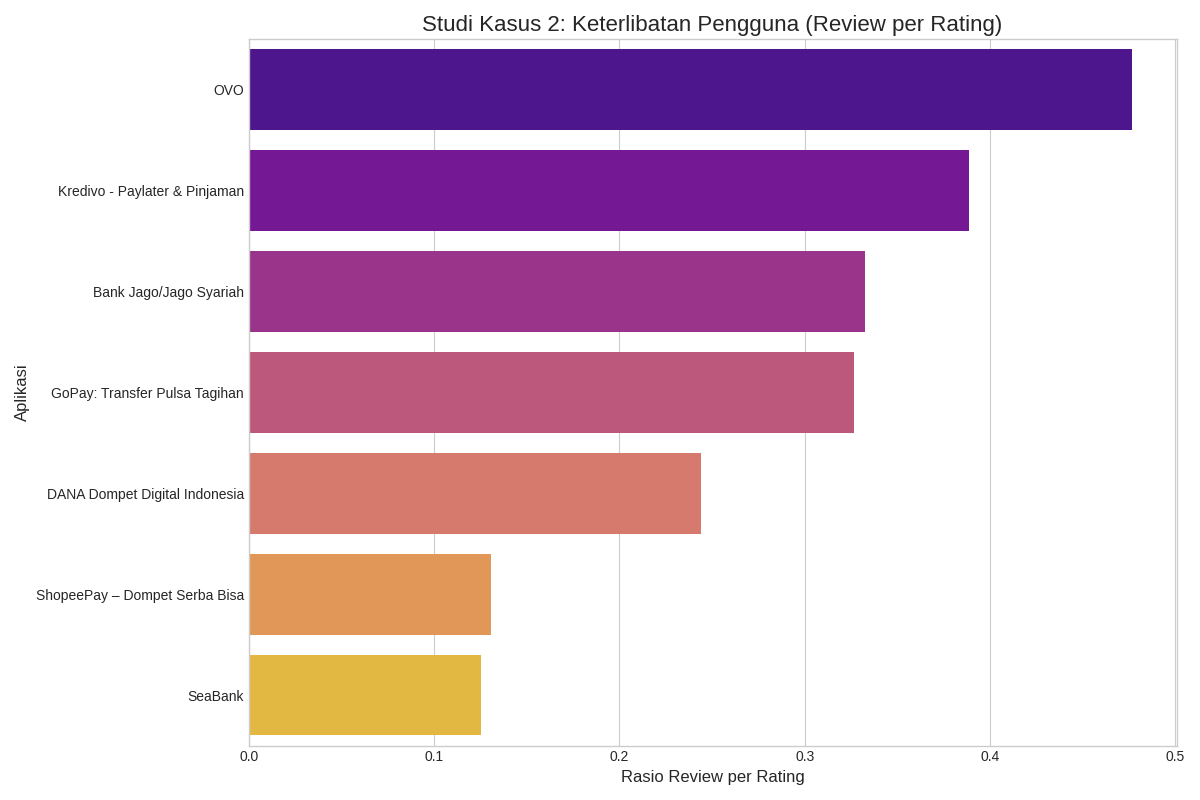 Studi Kasus 2: Keterlibatan Pengguna (Review per Rating)
Aplikasi
OVO
Kredivo - Paylater & Pinjaman
Bank Jago/Jago Syariah
GoPay: Transfer Pulsa Tagihan
DANA Dompet Digital Indonesia
ShopeePay – Dompet Serba Bisa
SeaBank
0.0 0.1 0.2 0.3 0.4 0.5
Rasio Review per Rating